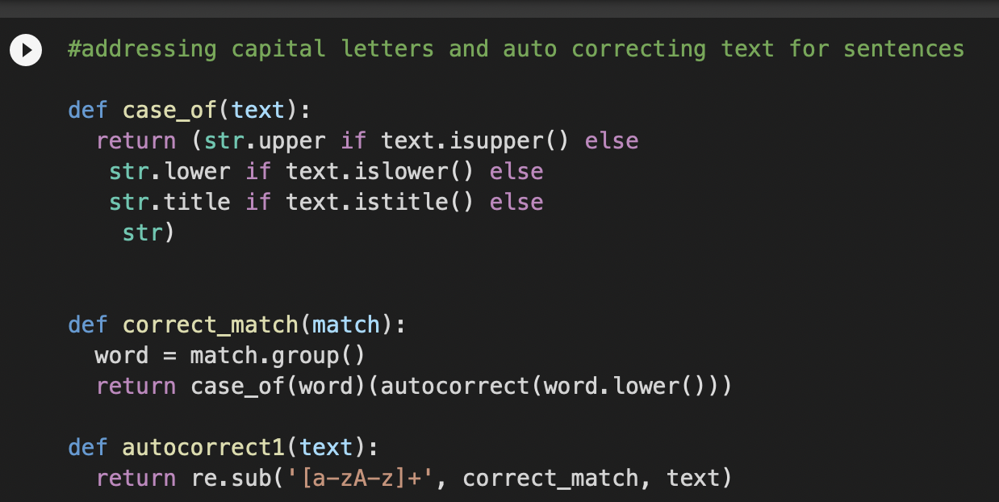 #addressing capital letters and auto correcting text for sentences
def case_of(text):
return (str.upper if text.isupper() else
str.lower if text.islower() else
str.title if text.istitle() else
str)
def correct_match(match):
word = match.group()
return case_of(word)(autocorrect(word.lower()))
def autocorrect1(text):
return re.sub('[a-zA-z]+', correct_match, text)